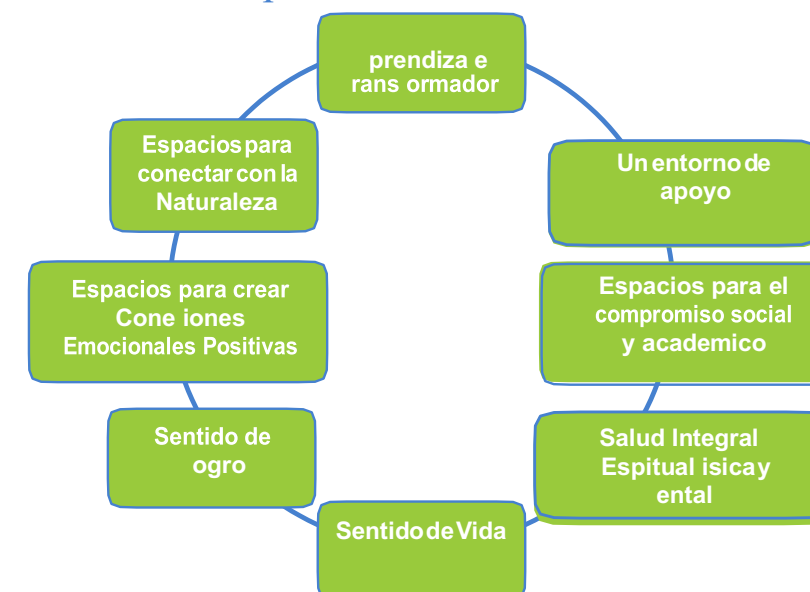 prendiza e
rans ormador
Espacios para
conectar con la
Naturaleza
Un entorno de
apoyo
Espacios para crear
Cone iones
Emocionales Positivas
Espacios para el
compromiso social
y academico
Sentido de
ogro
Salud Integral
Espitual isica y
ental
Sentido de Vida